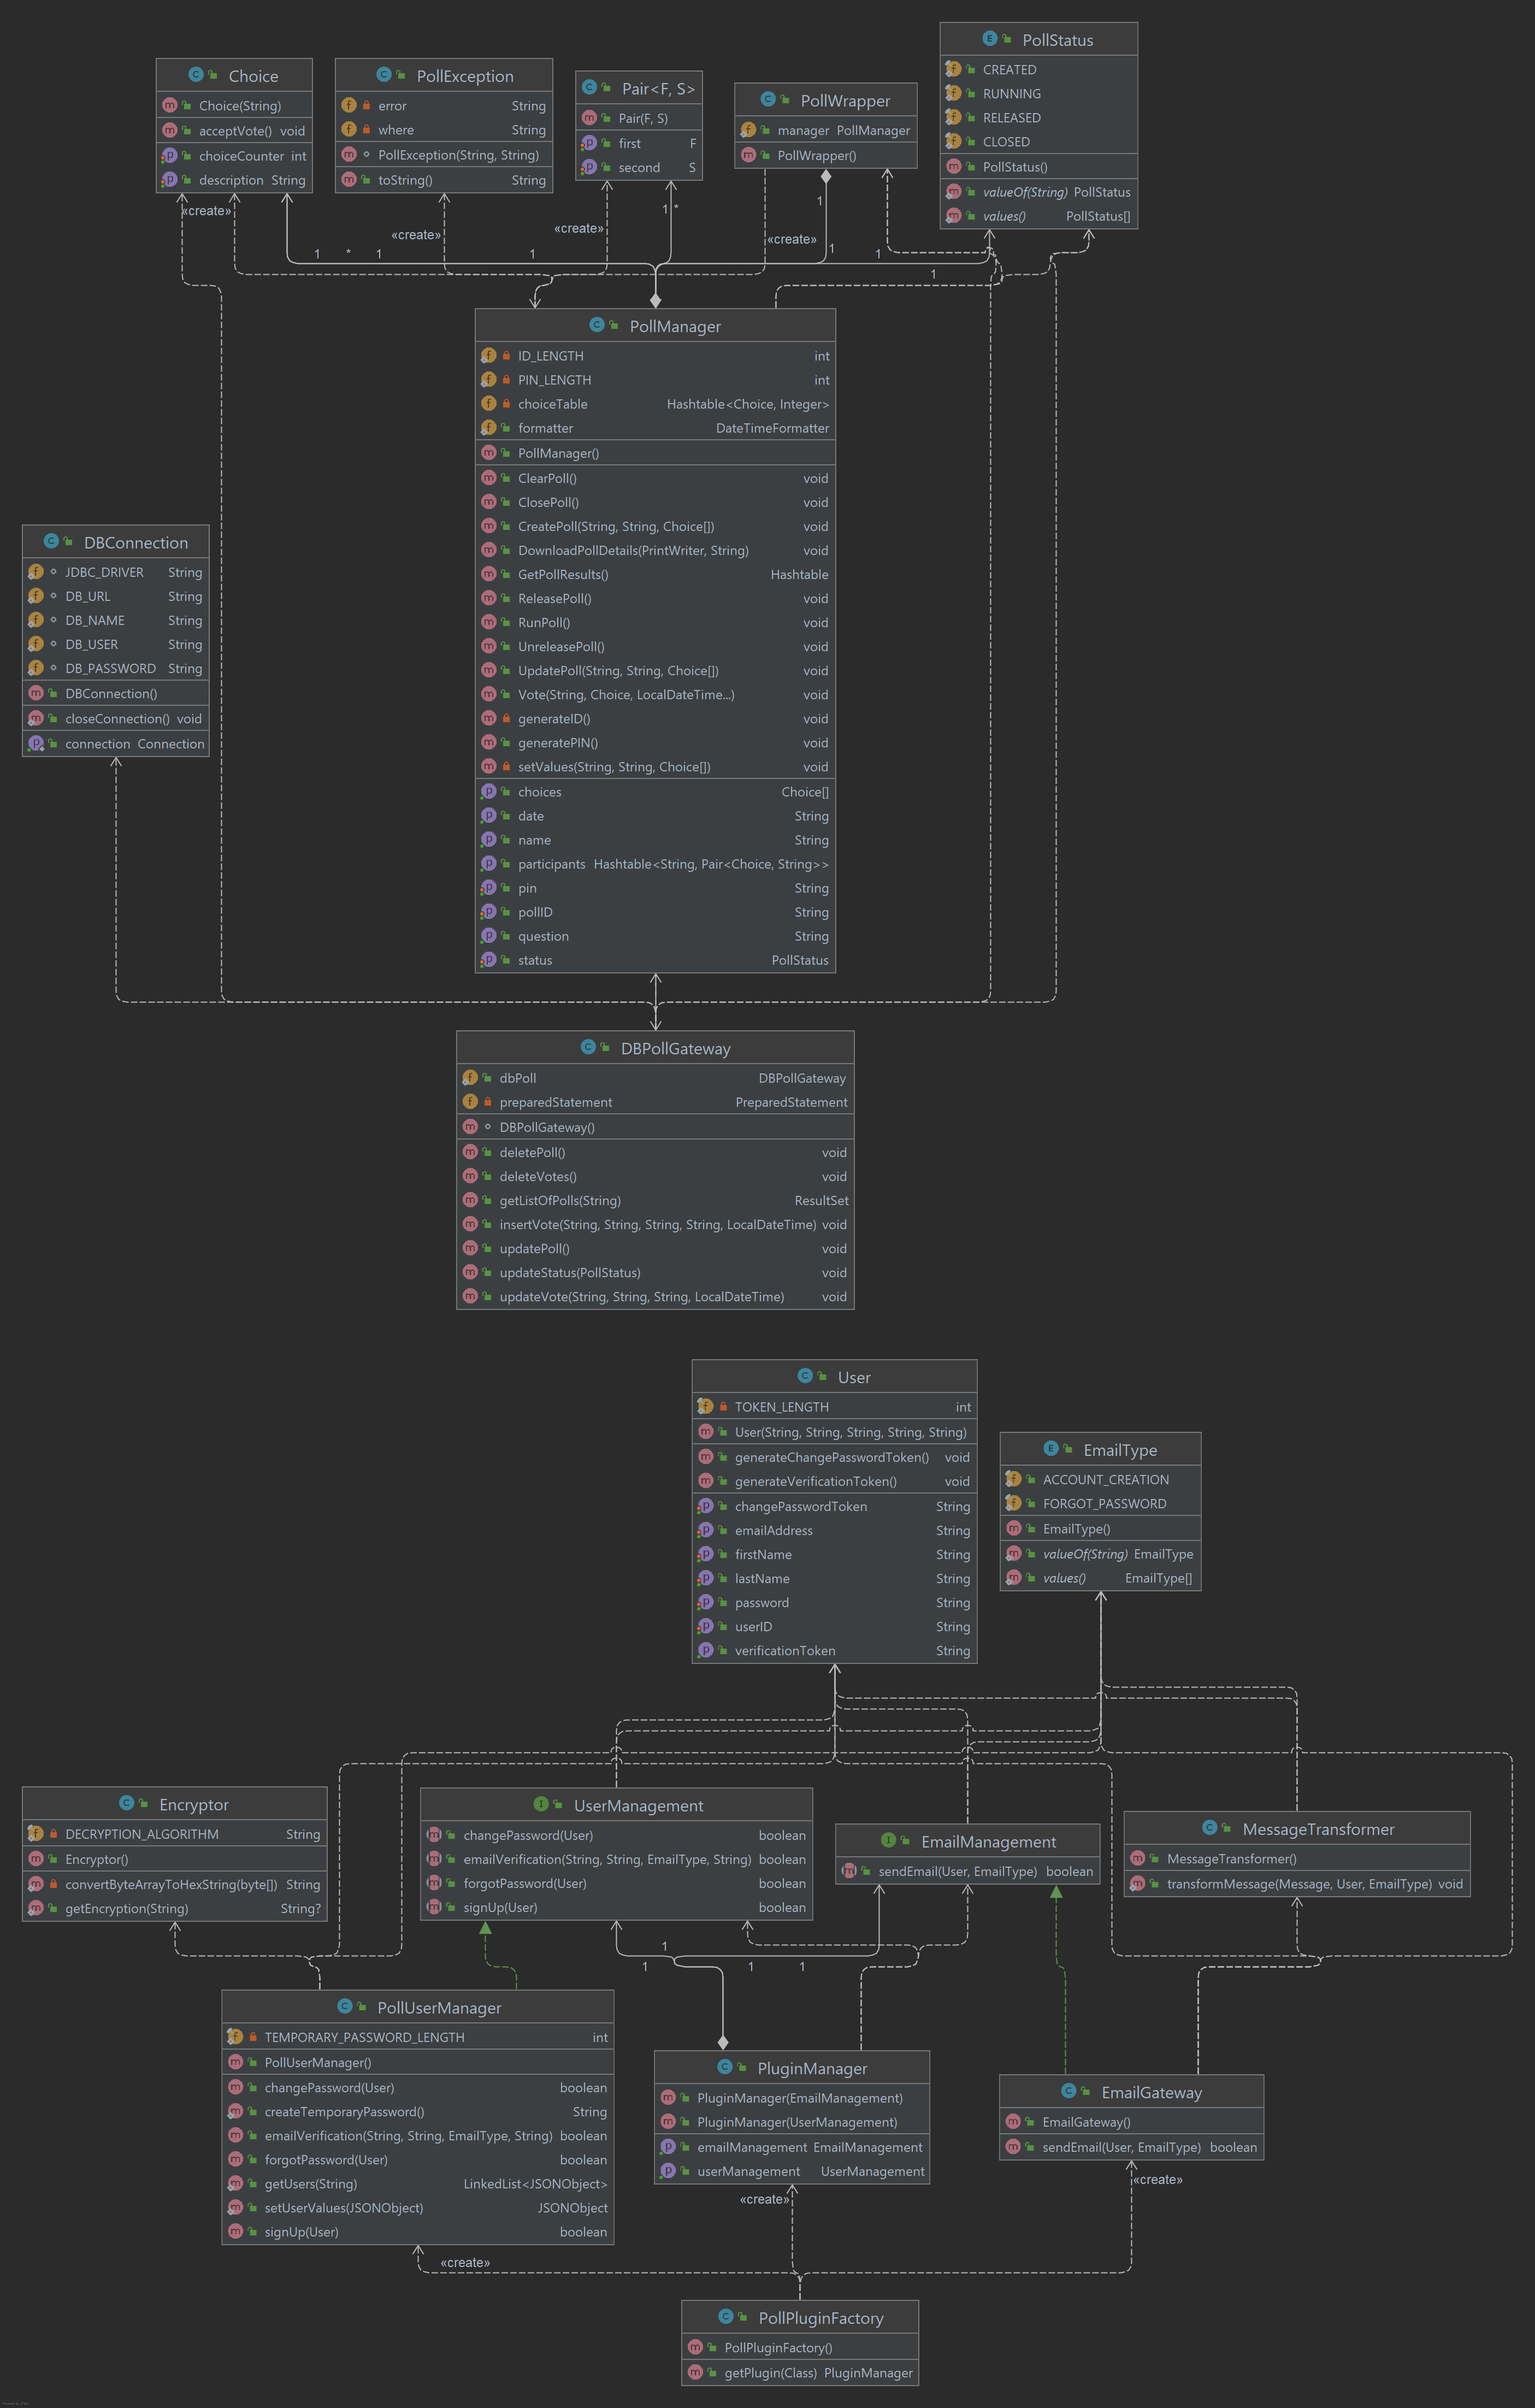 PollStatus
CREATED
RUNNING
RELEASED
CLOSED
PollStatus()
valueOf(String) PollStatus
values() PollStatus[]
Choice
Choice(String)
acceptVote() void
choiceCounter int
description String
PollException
error String
where String
PollException(String, String)
toString() String
Pair<F, S>
Pair(F, S)
first F
second S
PollWrapper
manager PollManager
PollWrapper()
«create»
«create»
«create»
«create»
1 *
1
1
1 * 1 1 1
1
PollManager
ID_LENGTH int
PIN_LENGTH int
choiceTable Hashtable<Choice, Integer>
formatter DateTimeFormatter
PollManager()
ClearPoll() void
ClosePoll() void
CreatePoll(String, String, Choice[]) void
DownloadPollDetails(PrintWriter, String) void
GetPollResults() Hashtable
ReleasePoll() void
RunPoll() void
UnreleasePoll() void
UpdatePoll(String, String, Choice[]) void
Vote(String, Choice, LocalDateTime...) void
generateID() void
generatePIN() void
setValues(String, String, Choice[]) void
choices Choice[]
date String
name String
participants Hashtable<String, Pair<Choice, String>>
pin String
pollID String
question String
status PollStatus
DBConnection
JDBC_DRIVER String
DB_URL String
DB_NAME String
DB_USER String
DB_PASSWORD String
DBConnection()
closeConnection() void
connection Connection
DBPollGateway
dbPoll DBPollGateway
preparedStatement PreparedStatement
DBPollGateway()
deletePoll() void
deleteVotes() void
getListOfPolls(String) ResultSet
insertVote(String, String, String, String, LocalDateTime) void
updatePoll() void
updateStatus(PollStatus) void
updateVote(String, String, String, LocalDateTime) void
User
TOKEN_LENGTH int
User(String, String, String, String, String)
generateChangePasswordToken() void
generateVerificationToken() void
changePasswordToken String
emailAddress String
firstName String
lastName String
password String
userID String
verificationToken String
EmailType
ACCOUNT_CREATION
FORGOT_PASSWORD
EmailType()
valueOf(String) EmailType
values() EmailType[]
Encryptor
DECRYPTION_ALGORITHM String
Encryptor()
convertByteArrayToHexString(byte[]) String
getEncryption(String) String?
UserManagement
changePassword(User) boolean
emailVerification(String, String, EmailType, String) boolean
forgotPassword(User) boolean
signUp(User) boolean
EmailManagement
sendEmail(User, EmailType) boolean
MessageTransformer
MessageTransformer()
transformMessage(Message, User, EmailType) void
1
1 1 1
PollUserManager
TEMPORARY_PASSWORD_LENGTH int
PollUserManager()
changePassword(User) boolean
createTemporaryPassword() String
emailVerification(String, String, EmailType, String) boolean
forgotPassword(User) boolean
getUsers(String) LinkedList<JSONObject>
setUserValues(JSONObject) JSONObject
signUp(User) boolean
PluginManager
PluginManager(EmailManagement)
PluginManager(UserManagement)
emailManagement EmailManagement
userManagement UserManagement
EmailGateway
EmailGateway()
sendEmail(User, EmailType) boolean
«create»
«create»
«create»
PollPluginFactory
PollPluginFactory()
getPlugin(Class) PluginManager